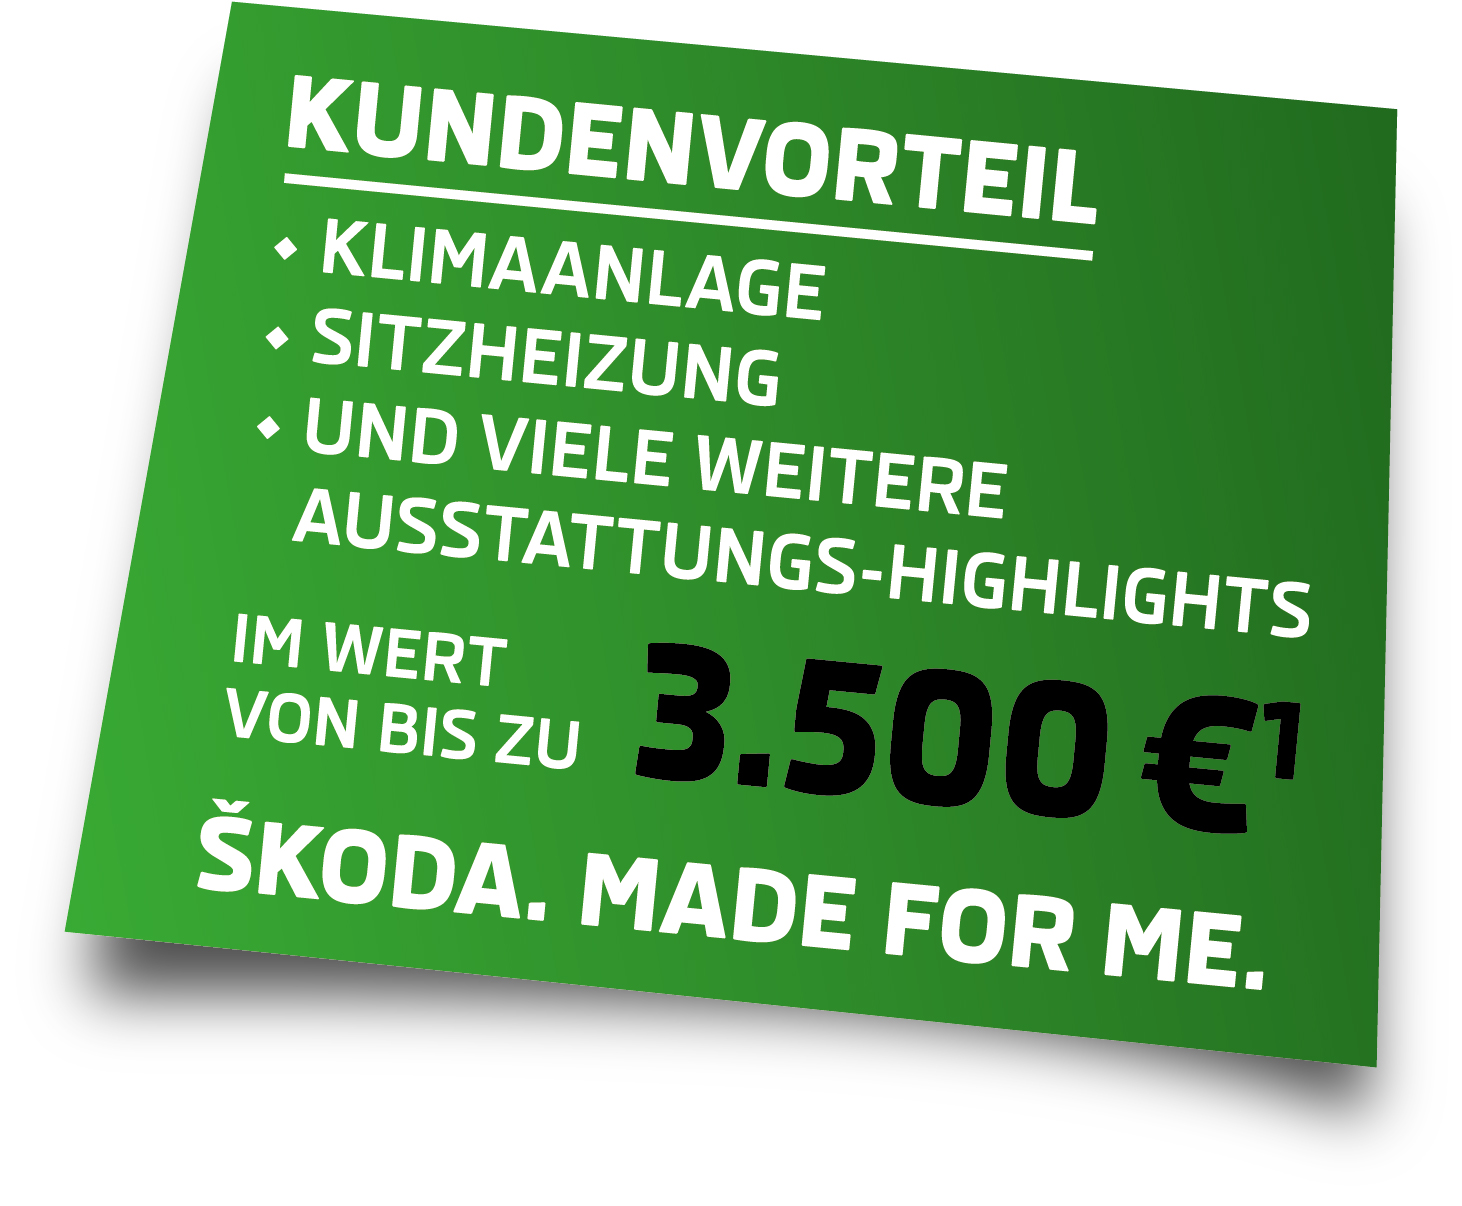 KUNDENVORTEIL
◆ KLIMAANLAGE
◆ SITZHEIZUNG
◆ UND VIELE WEITERE
AUSSTATTUNGS-HIGHLIGHTS
IM WERT
VON BIS ZU 3.500 €¹
ŠKODA. MADE FOR ME.